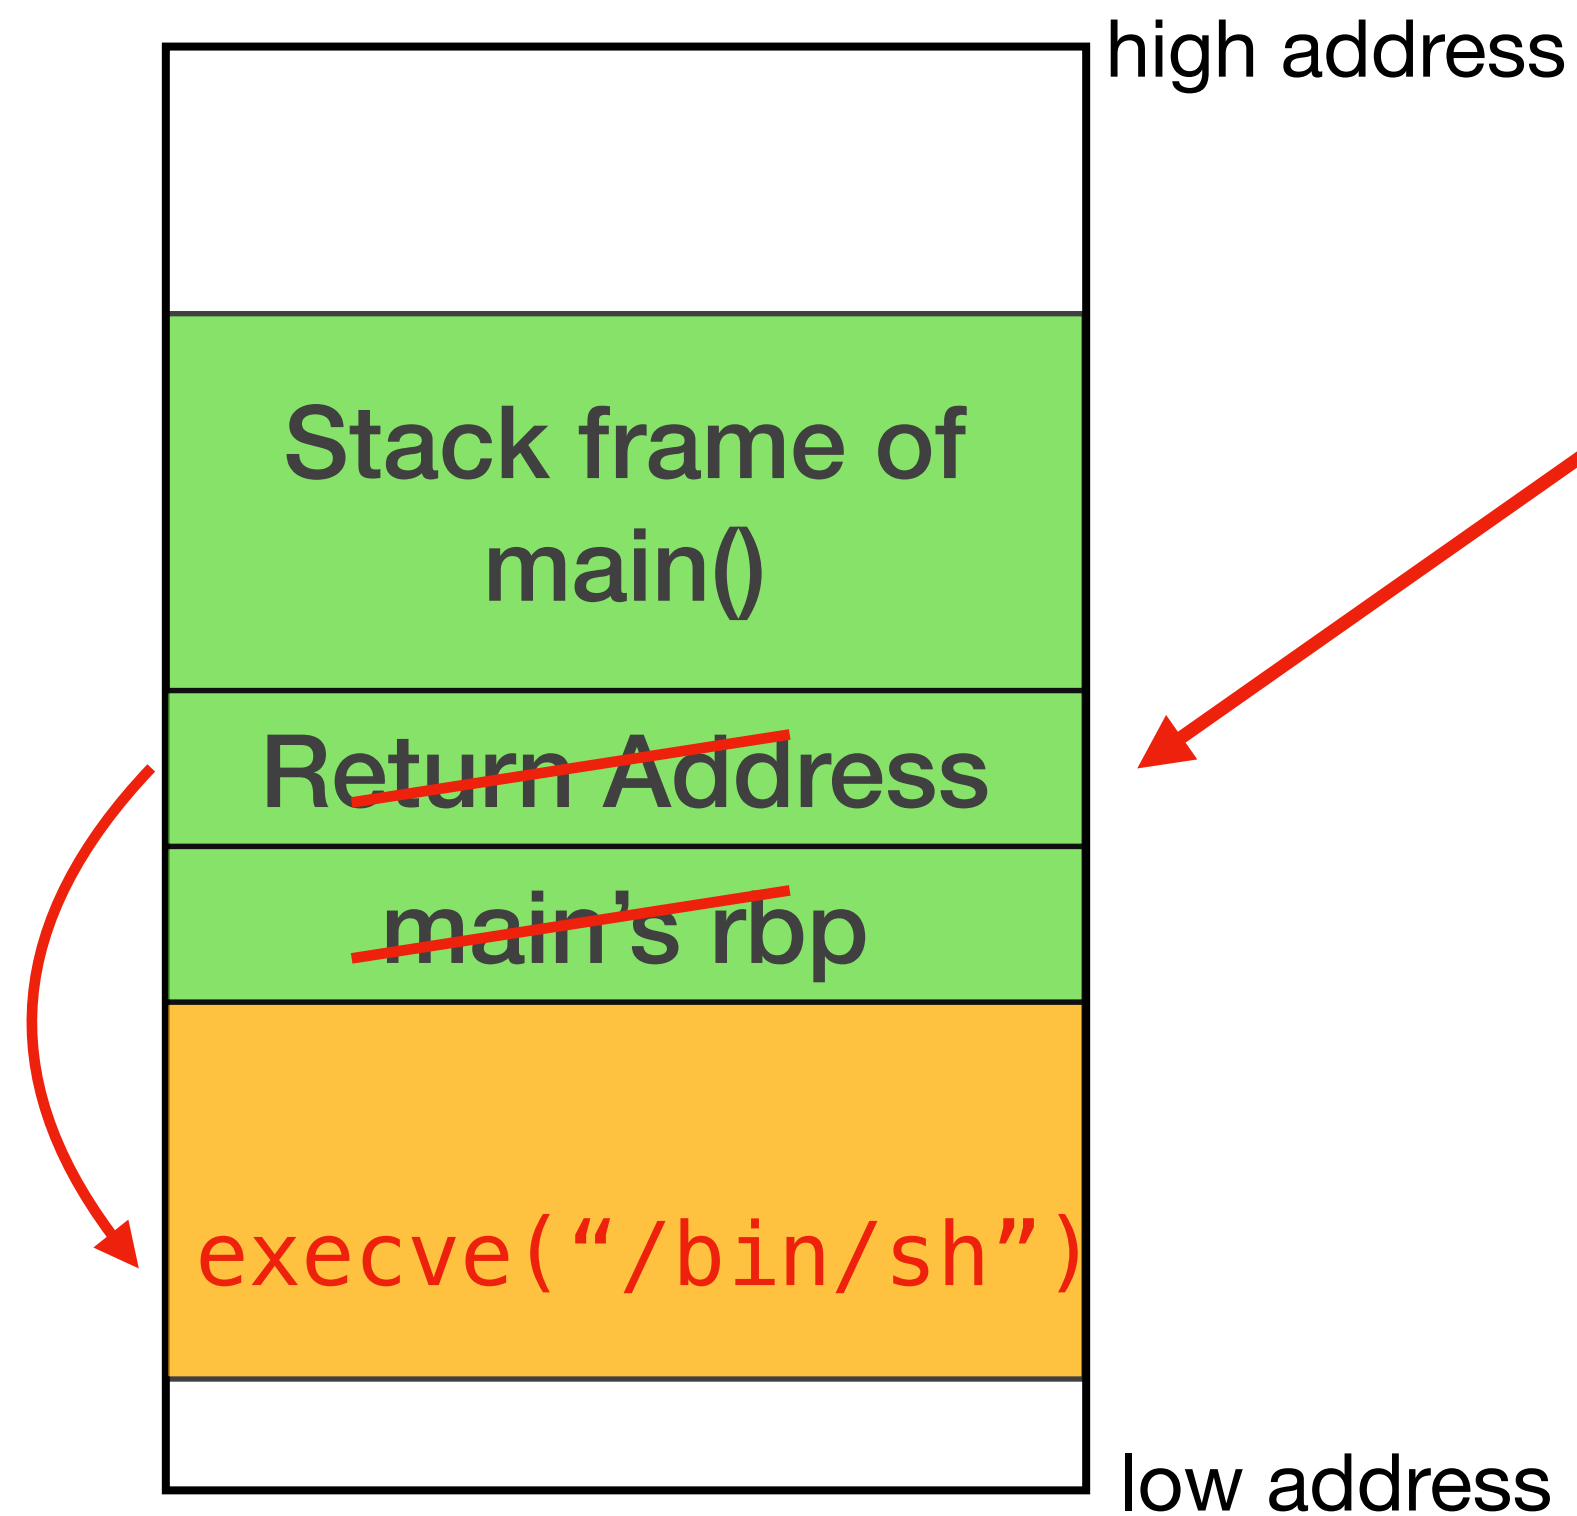 high address
Stack frame of
main()
Return Address
main’s rbp
execve(“/bin/sh”)
low address